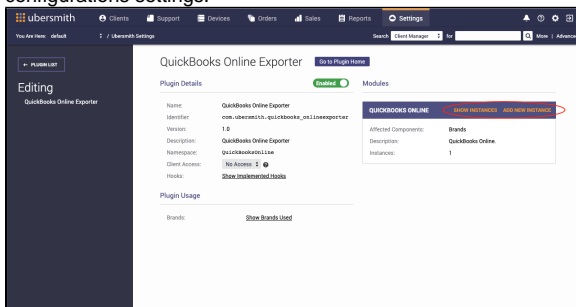 configurations settings.
ubersmith Clients Support Devices Orders Sales Reports Settings
You Are Here: default / Ubersmith Settings Search Client Manager for More | Advance
← PLUGIN LIST
Editing
QuickBooks Online Exporter
QuickBooks Online Exporter Go to Plugin Home
Plugin Details Enabled
Name: QuickBooks Online Exporter
Identifier: com.ubersmith.quickbooks_onlineexporter
Version: 1.0
Description: QuickBooks Online Exporter
Namespace: QuickBooksOnline
Client Access: No Access
Hooks: Show Implemented Hooks
Plugin Usage
Brands: Show Brands Used
Modules
QUICKBOOKS ONLINE SHOW INSTANCES ADD NEW INSTANCE
Affected Components: Brands
Description: QuickBooks Online.
Instances: 1